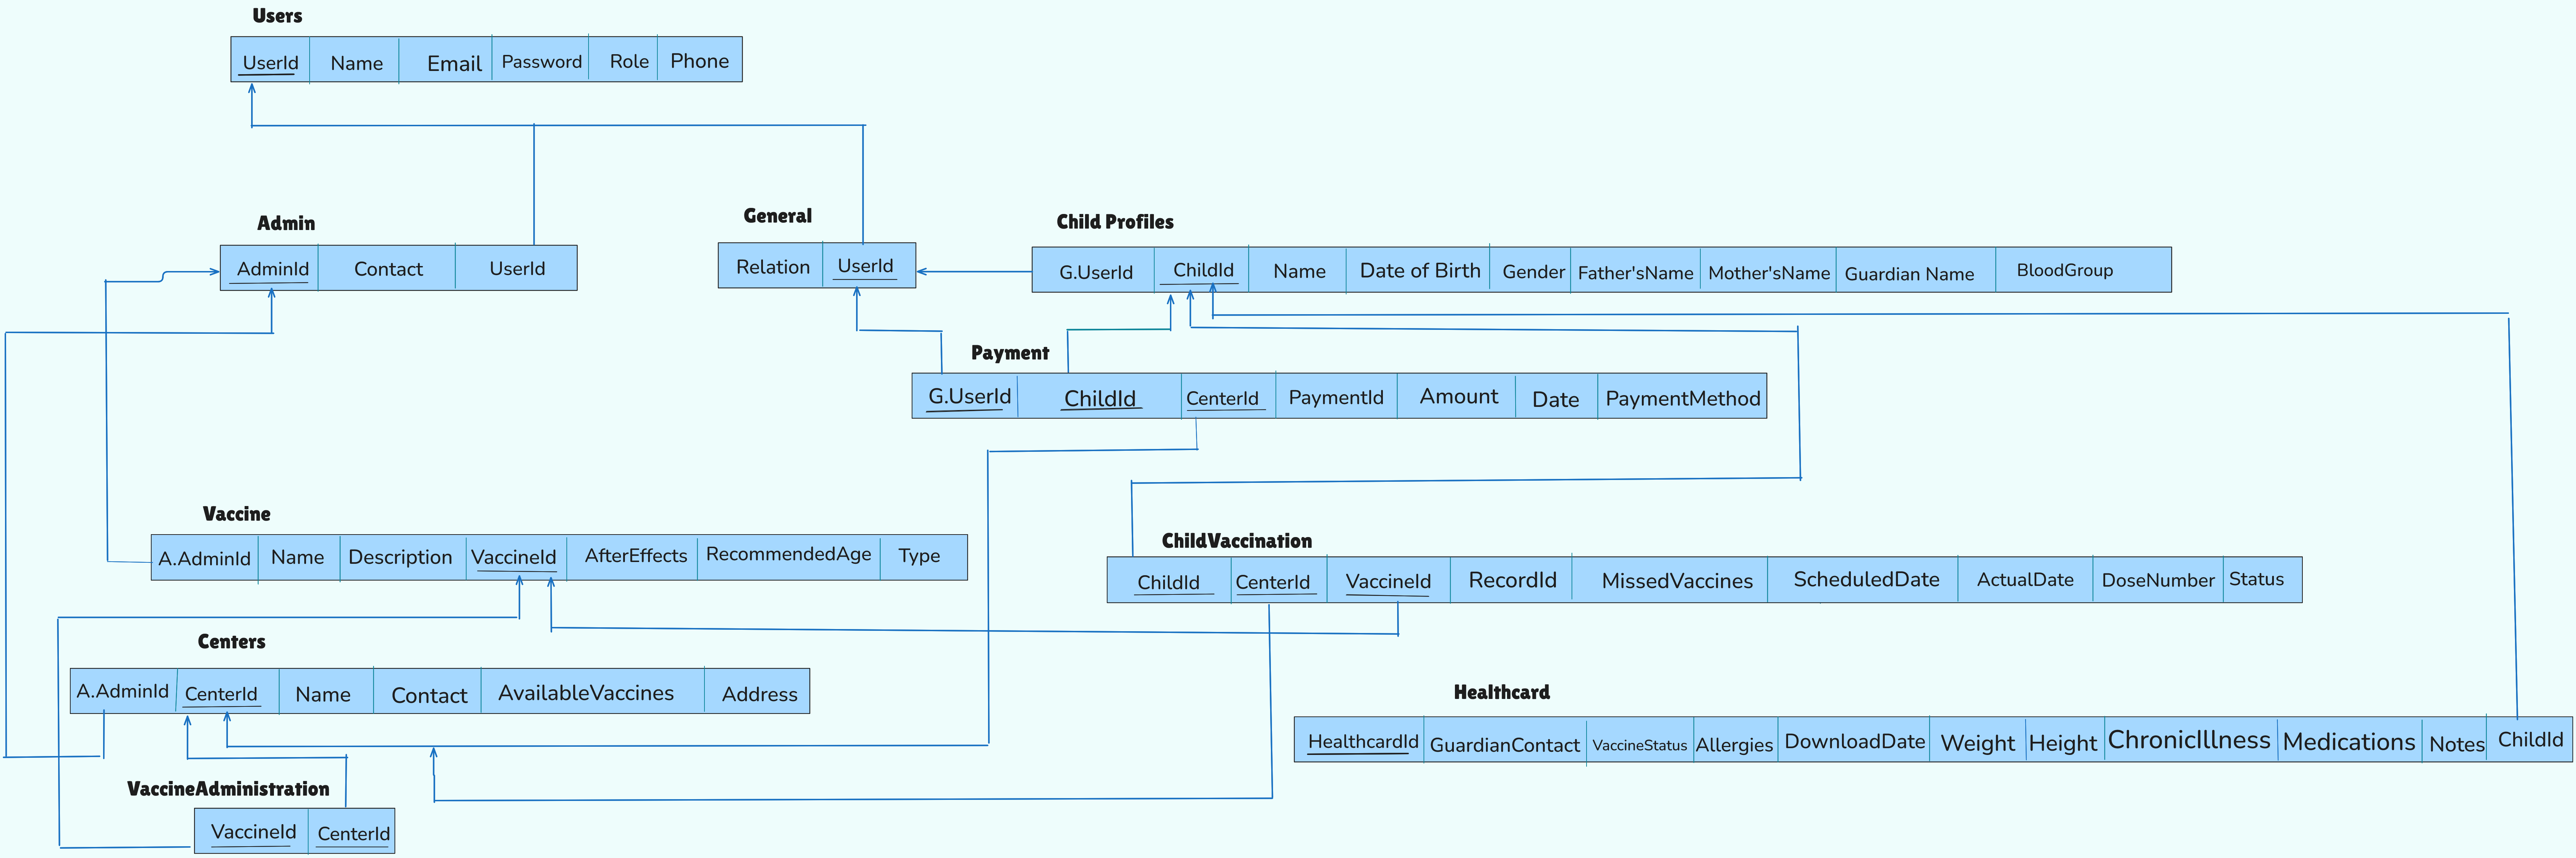 Users
UserId Name Email Password Role Phone
Admin
AdminId Contact UserId
General
Relation UserId
Child Profiles
G.UserId ChildId Name Date of Birth Gender Father'sName Mother'sName Guardian Name BloodGroup
Payment
G.UserId ChildId CenterId PaymentId Amount Date PaymentMethod
Vaccine
A.AdminId Name Description VaccineId AfterEffects RecommendedAge Type
ChildVaccination
ChildId CenterId VaccineId RecordId MissedVaccines ScheduledDate ActualDate DoseNumber Status
Centers
A.AdminId CenterId Name Contact AvailableVaccines Address
Healthcard
HealthcardId GuardianContact VaccineStatus Allergies DownloadDate Weight Height ChronicIllness Medications Notes ChildId
VaccineAdministration
VaccineId CenterId